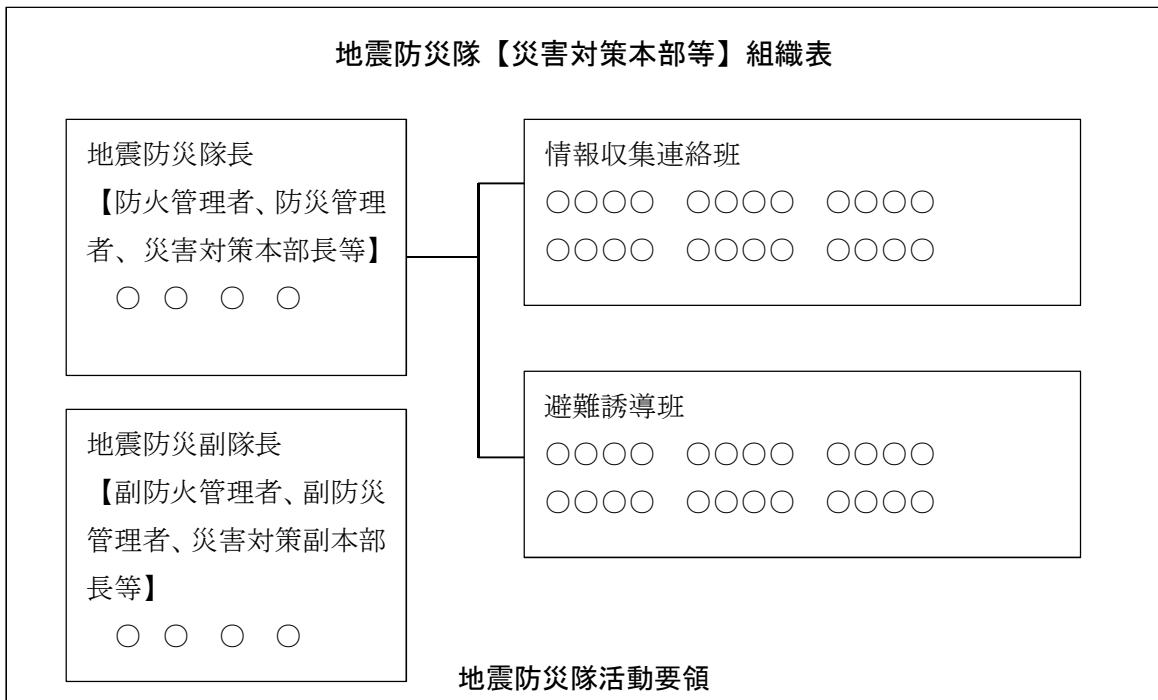 地震防災隊【災害対策本部等】組織表
地震防災隊長
【防火管理者、防災管理
者、災害対策本部長等】
○ ○ ○ ○
地震防災副隊長
【副防火管理者、副防災
管理者、災害対策副本部
長等】
○ ○ ○ ○
情報収集連絡班
○○○○ ○○○○ ○○○○
○○○○ ○○○○ ○○○○
避難誘導班
○○○○ ○○○○ ○○○○
○○○○ ○○○○ ○○○○
地震防災隊活動要領